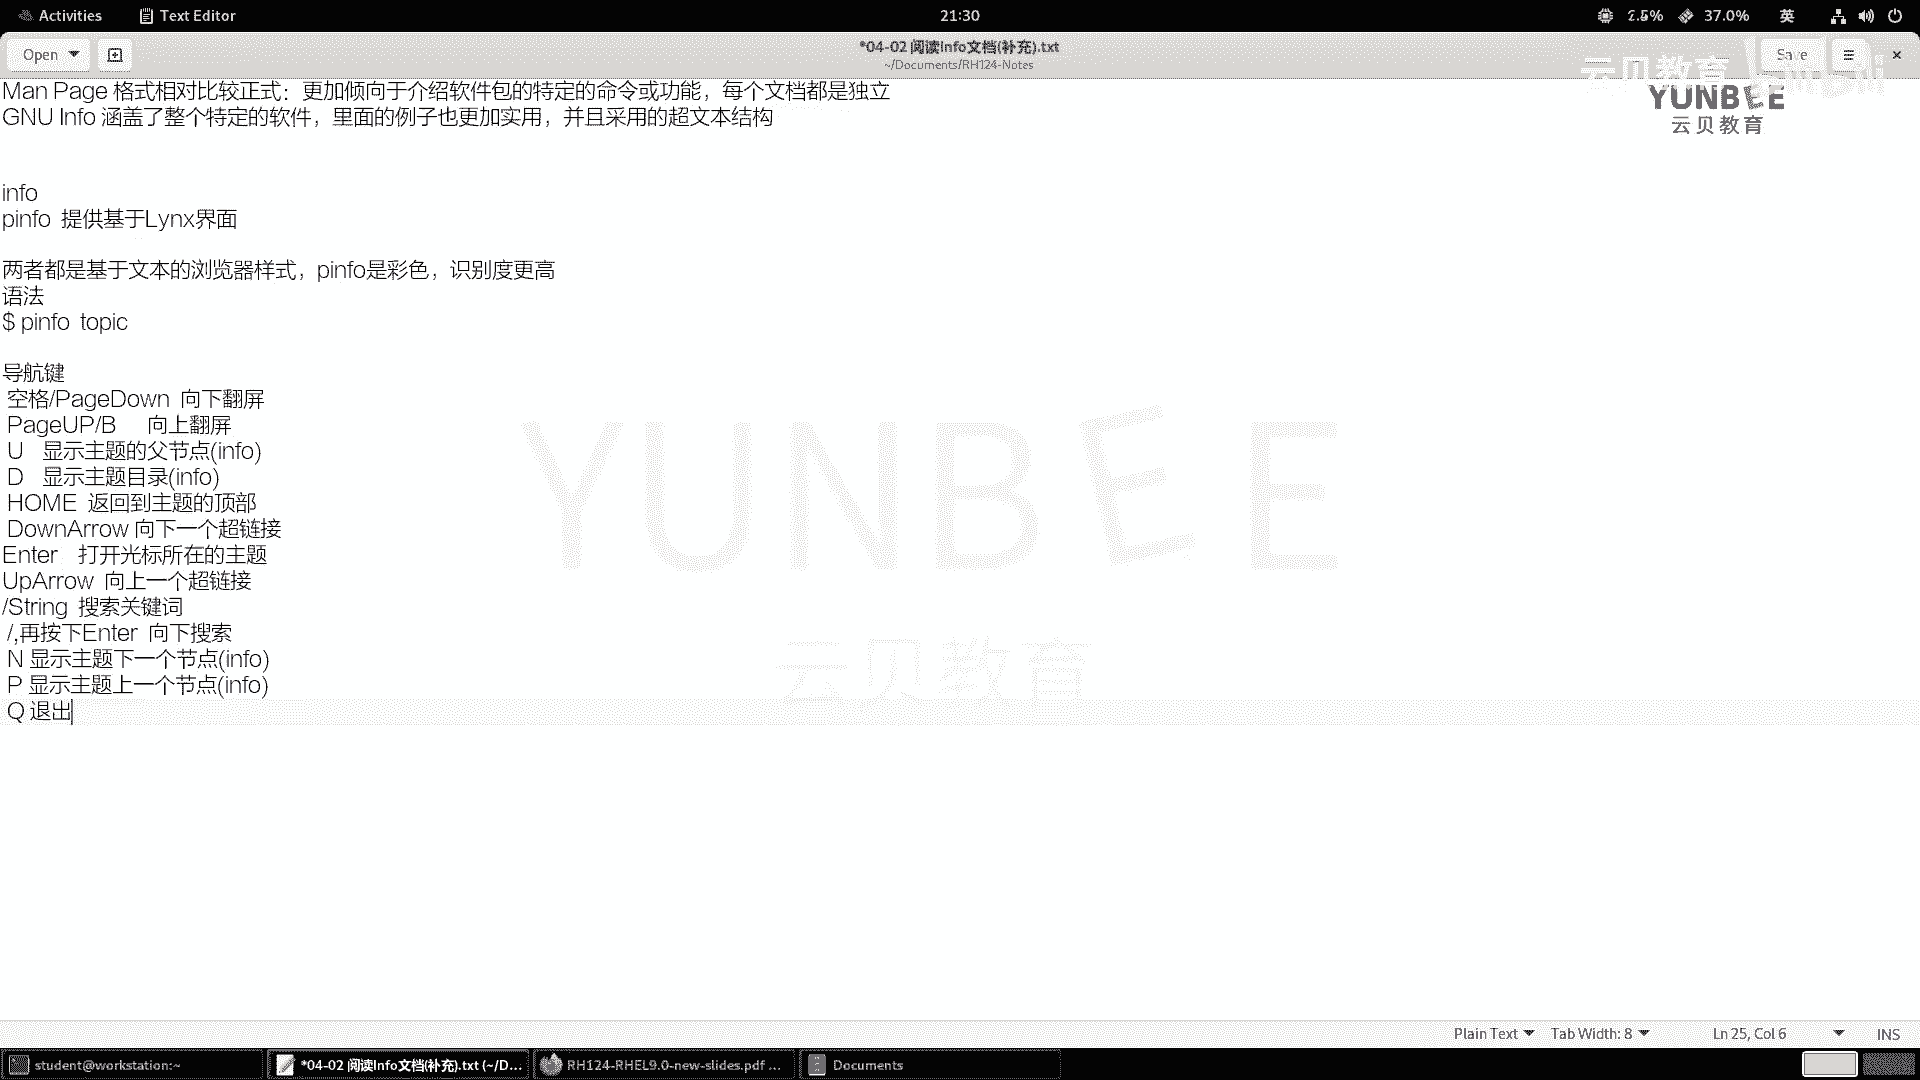 Activities Text Editor 21:30 2.5% 37.0% 英
Open *04-02 阅读Info文档(补充).txt Save
~/Documents/RH124-Notes
云贝教育 bilibili
YUNBEE
云贝教育
Man Page 格式相对比较正式：更加倾向于介绍软件包的特定的命令或功能，每个文档都是独立
GNU Info 涵盖了整个特定的软件，里面的例子也更加实用，并且采用的超文本结构
info
pinfo 提供基于Lynx界面
两者都是基于文本的浏览器样式，pinfo是彩色，识别度更高
语法
$ pinfo topic
导航键
空格/PageDown 向下翻屏
PageUP/B 向上翻屏
U 显示主题的父节点(info)
D 显示主题目录(info)
HOME 返回到主题的顶部
DownArrow 向下一个超链接
Enter 打开光标所在的主题
UpArrow 向上一个超链接
/String 搜索关键词
/,再按下Enter 向下搜索
N 显示主题下一个节点(info)
P 显示主题上一个节点(info)
Q 退出
YUNBEE
云贝教育
Plain Text Tab Width: 8 Ln 25, Col 6 INS
student@workstation:~ *04-02 阅读Info文档(补充).txt (~/D... RH124-RHEL9.0-new-slides.pdf ... Documents